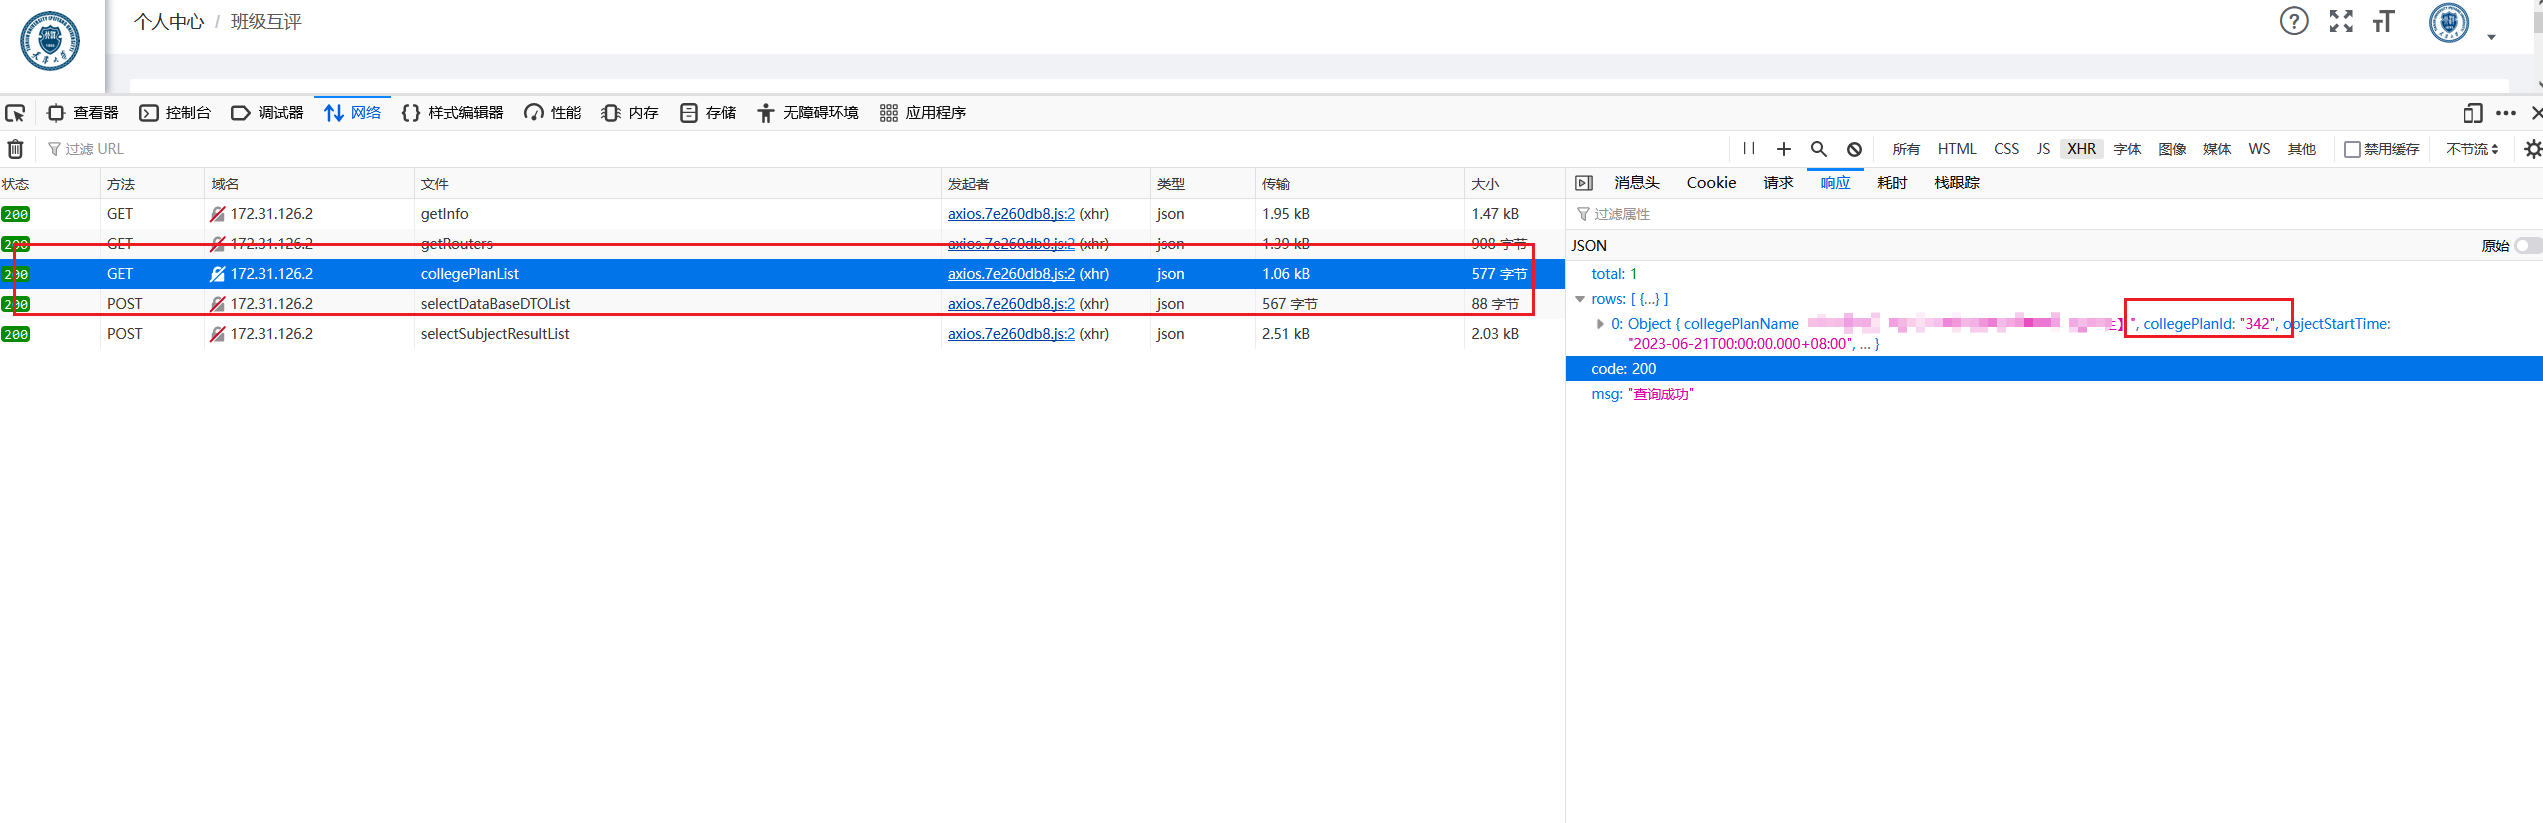 个人中心 / 班级互评
查看器 控制台 调试器 网络 样式编辑器 性能 内存 存储 无障碍环境 应用程序
过滤 URL
所有 HTML CSS JS XHR 字体 图像 媒体 WS 其他 禁用缓存 不节流
状态 方法 域名 文件 发起者 类型 传输 大小
200 GET 172.31.126.2 getInfo axios.7e260db8.js:2 (xhr) json 1.95 kB 1.47 kB
200 GET 172.31.126.2 getRouters axios.7e260db8.js:2 (xhr) json 1.39 kB 908 字节
200 GET 172.31.126.2 collegePlanList axios.7e260db8.js:2 (xhr) json 1.06 kB 577 字节
200 POST 172.31.126.2 selectDataBaseDTOList axios.7e260db8.js:2 (xhr) json 567 字节 88 字节
200 POST 172.31.126.2 selectSubjectResultList axios.7e260db8.js:2 (xhr) json 2.51 kB 2.03 kB
消息头 Cookie 请求 响应 耗时 栈跟踪
过滤属性
JSON 原始
total: 1
rows: [ {…} ]
0: Object { collegePlanName 】", collegePlanId: "342", objectStartTime:
"2023-06-21T00:00:00.000+08:00", … }
code: 200
msg: "查询成功"